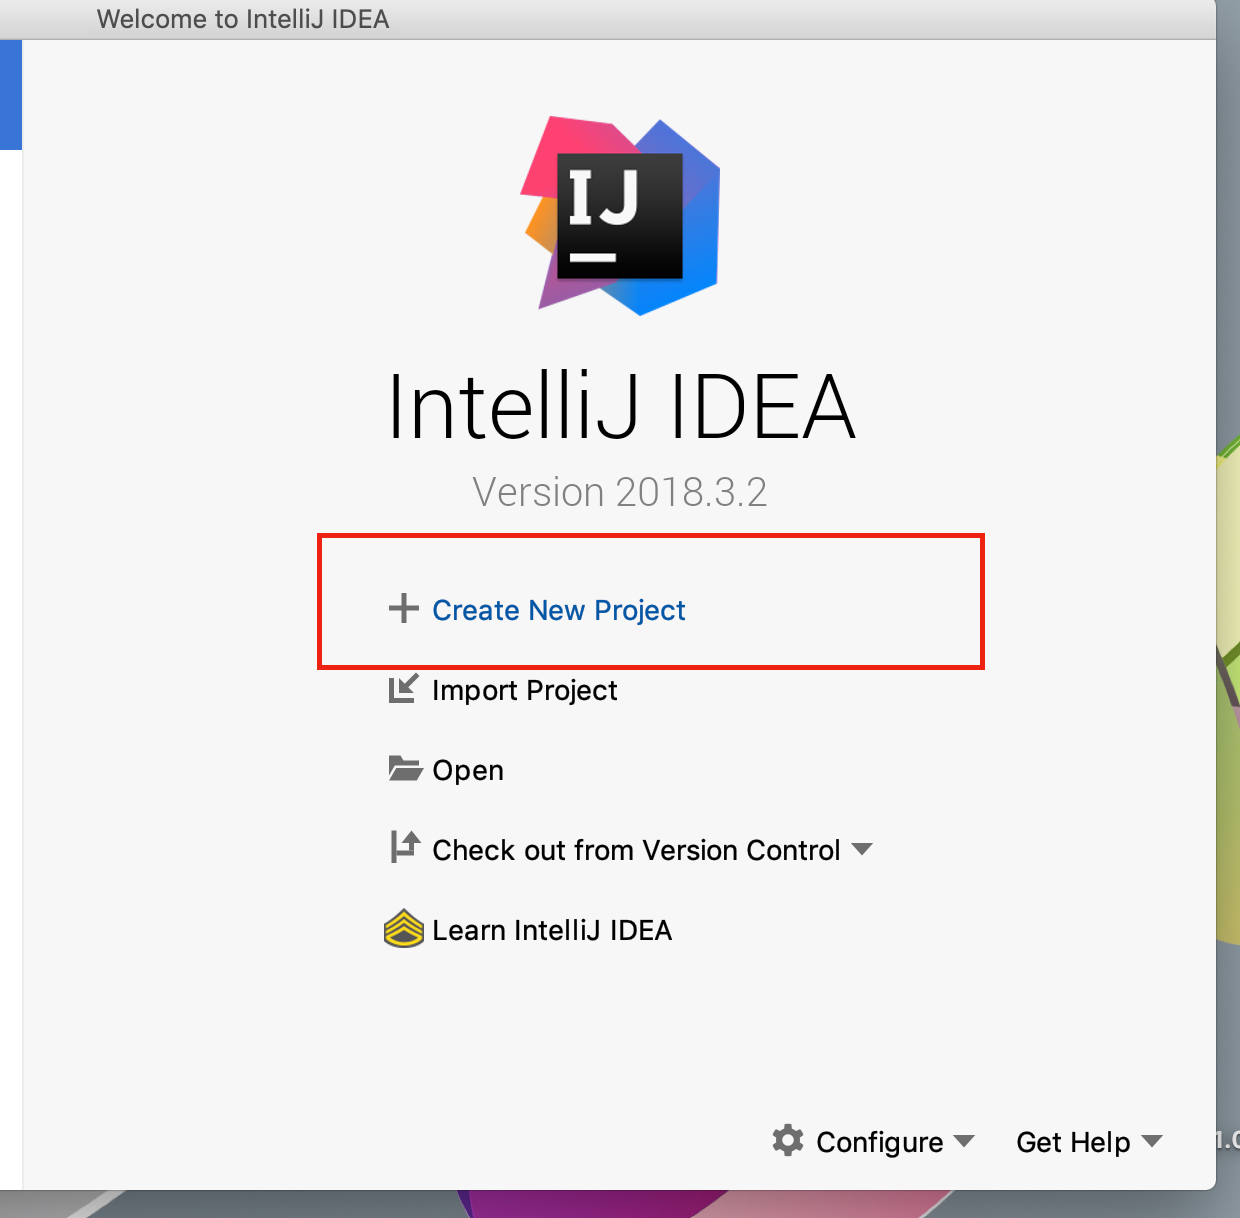 Welcome to IntelliJ IDEA
IJ
IntelliJ IDEA
Version 2018.3.2
Create New Project
Import Project
Open
Check out from Version Control
Learn IntelliJ IDEA
Configure
Get Help